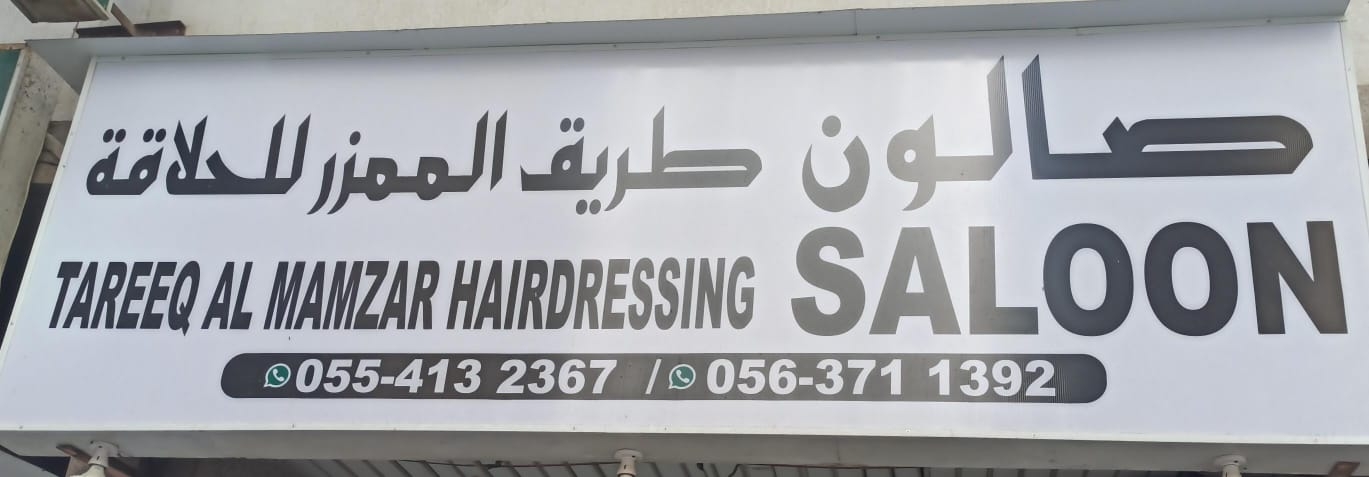 صالون طريق الممزر للحلاقة
TAREEQ AL MAMZAR HAIRDRESSING SALOON
055-413 2367 / 056-371 1392